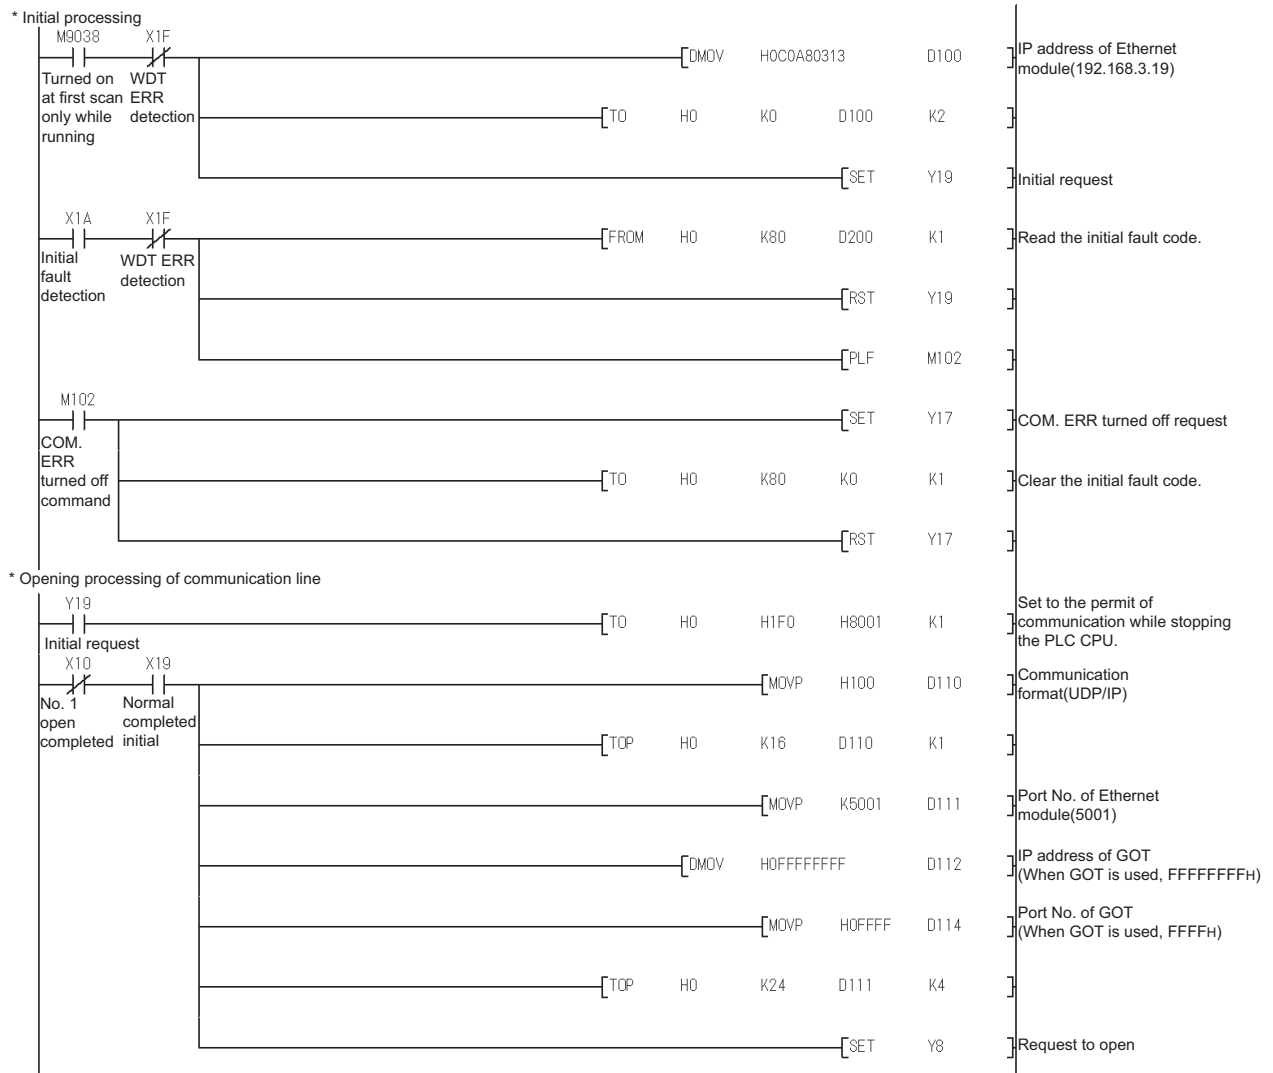 * Initial processing
M9038 X1F
DMOV H0C0A80313 D100
IP address of Ethernet
module(192.168.3.19)
Turned on
at first scan
only while
running
WDT
ERR
detection
TO H0 K0 D100 K2
SET Y19
Initial request
X1A X1F
FROM H0 K80 D200 K1
Read the initial fault code.
Initial
fault
detection
WDT ERR
detection
RST Y19
PLF M102
M102
SET Y17
COM. ERR turned off request
COM.
ERR
turned off
command
TO H0 K80 K0 K1
Clear the initial fault code.
RST Y17
* Opening processing of communication line
Y19
TO H0 H1F0 H8001 K1
Set to the permit of
communication while stopping
the PLC CPU.
Initial request
X10 X19
MOVP H100 D110
Communication
format(UDP/IP)
No. 1
open
completed
Normal
completed
initial
TOP H0 K16 D110 K1
MOVP K5001 D111
Port No. of Ethernet
module(5001)
DMOV H0FFFFFFFF D112
IP address of GOT
(When GOT is used, FFFFFFFFH)
MOVP H0FFFF D114
Port No. of GOT
(When GOT is used, FFFFH)
TOP H0 K24 D111 K4
SET Y8
Request to open